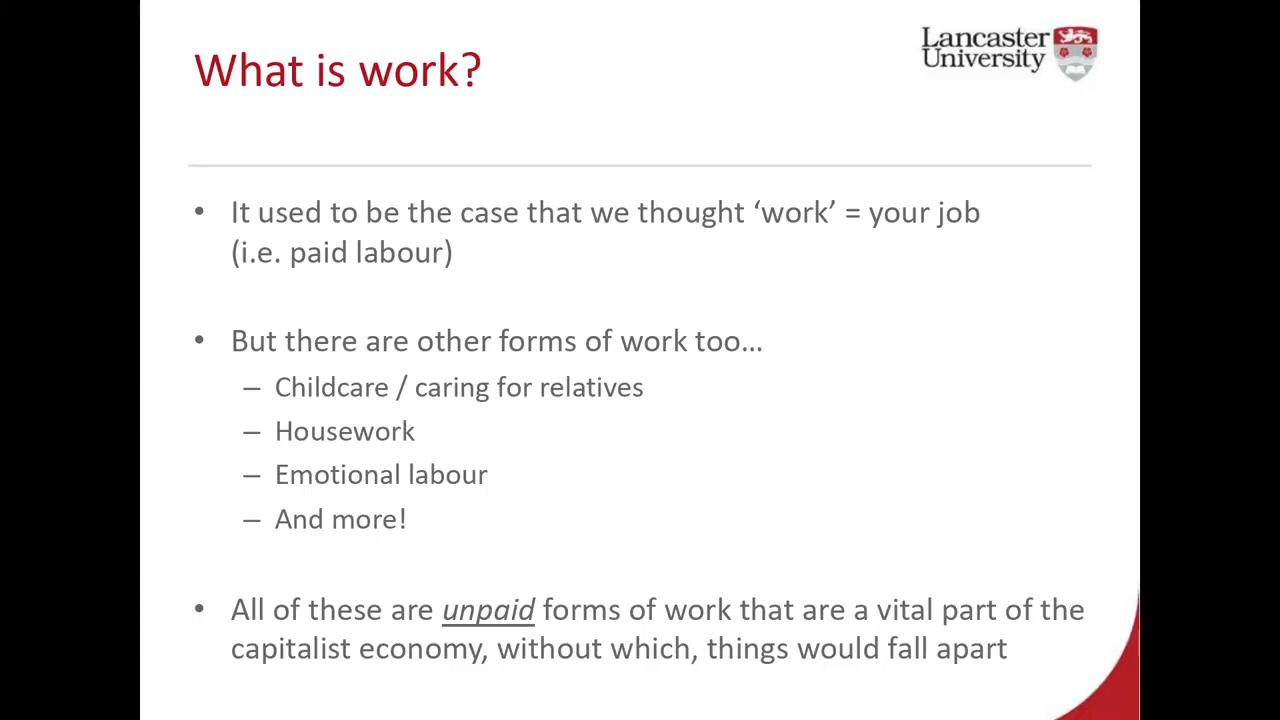 What is work?
Lancaster
University
• It used to be the case that we thought ‘work’ = your job
(i.e. paid labour)
• But there are other forms of work too…
– Childcare / caring for relatives
– Housework
– Emotional labour
– And more!
• All of these are unpaid forms of work that are a vital part of the
capitalist economy, without which, things would fall apart